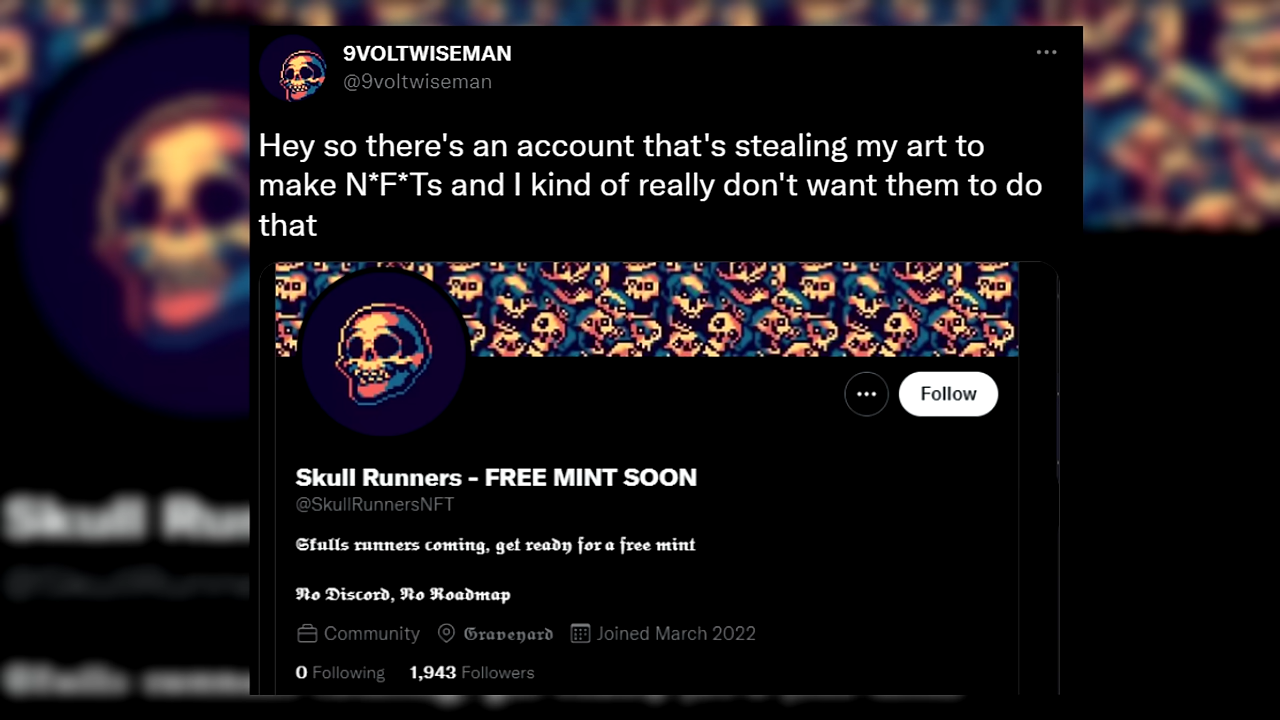 9VOLTWISEMAN
@9voltwiseman
Hey so there's an account that's stealing my art to
make N*F*Ts and I kind of really don't want them to do
that
Follow
Skull Runners - FREE MINT SOON
@SkullRunnersNFT
𝕾𝖐𝖚𝖑𝖑𝖘 𝖗𝖚𝖓𝖓𝖊𝖗𝖘 𝖈𝖔𝖒𝖎𝖓𝖌, 𝖌𝖊𝖙 𝖗𝖊𝖆𝖉𝖞 𝖋𝖔𝖗 𝖆 𝖋𝖗𝖊𝖊 𝖒𝖎𝖓𝖙
𝕹𝖔 𝕯𝖎𝖘𝖈𝖔𝖗𝖉, 𝕹𝖔 𝕽𝖔𝖆𝖉𝖒𝖆𝖕
Community 𝕲𝖗𝖆𝖛𝖊𝖞𝖆𝖗𝖉 Joined March 2022
0 Following 1,943 Followers